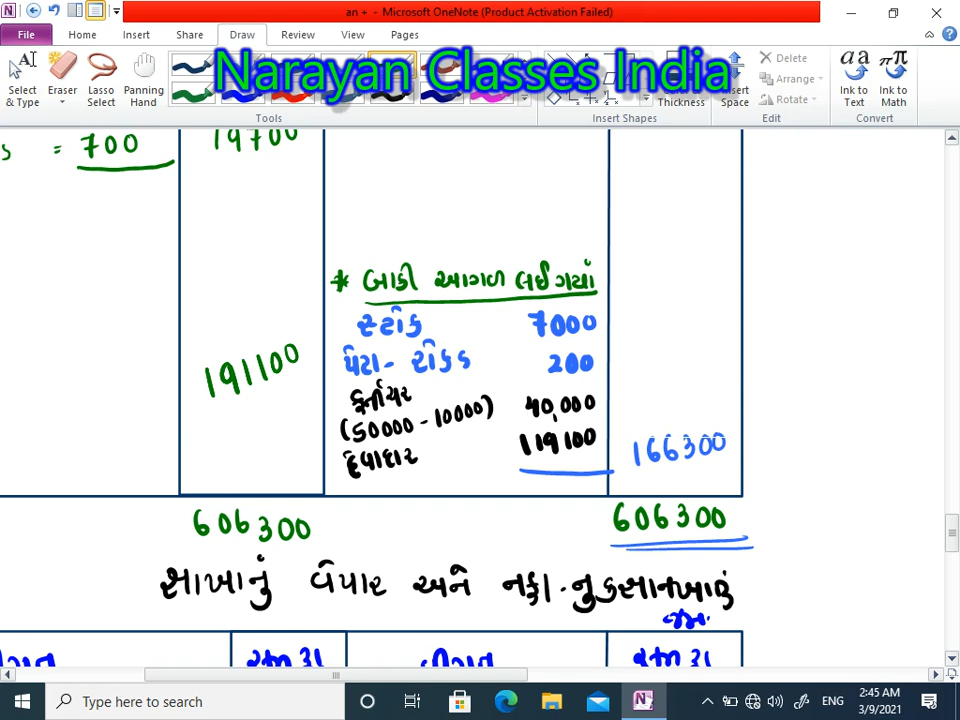 an + - Microsoft OneNote (Product Activation Failed)
File Home Insert Share Draw Review View Pages
Narayan Classes India
Select & Type
Eraser
Lasso Select
Panning Hand
Thickness
Insert Space
Delete
Arrange
Rotate
Ink to Text
Ink to Math
Tools Insert Shapes Edit Convert
= 700 19700
* બાકી આગળ લઈ ગયાં
સ્ટોક 7000
પેટા - રોકડ 200
ફર્નીચર
(50000 - 10000) 40,000
દેવાદાર 119100
191100
166300
606300 606300
શાખાનું વેપાર અને નફા-નુકસાનખાતું
જમા
Type here to search
ENG
2:45 AM
3/9/2021